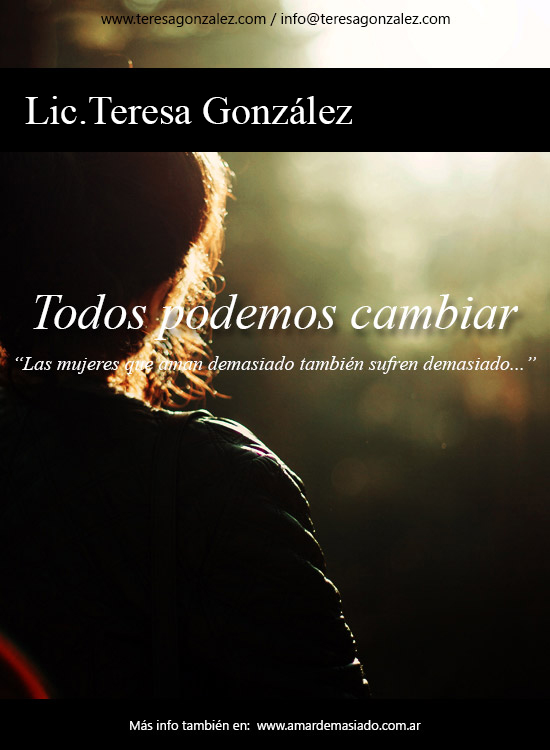 www.teresagonzalez.com / info@teresagonzalez.com
Lic.Teresa González
Todos podemos cambiar
“Las mujeres que aman demasiado también sufren demasiado...”
Más info también en: www.amardemasiado.com.ar